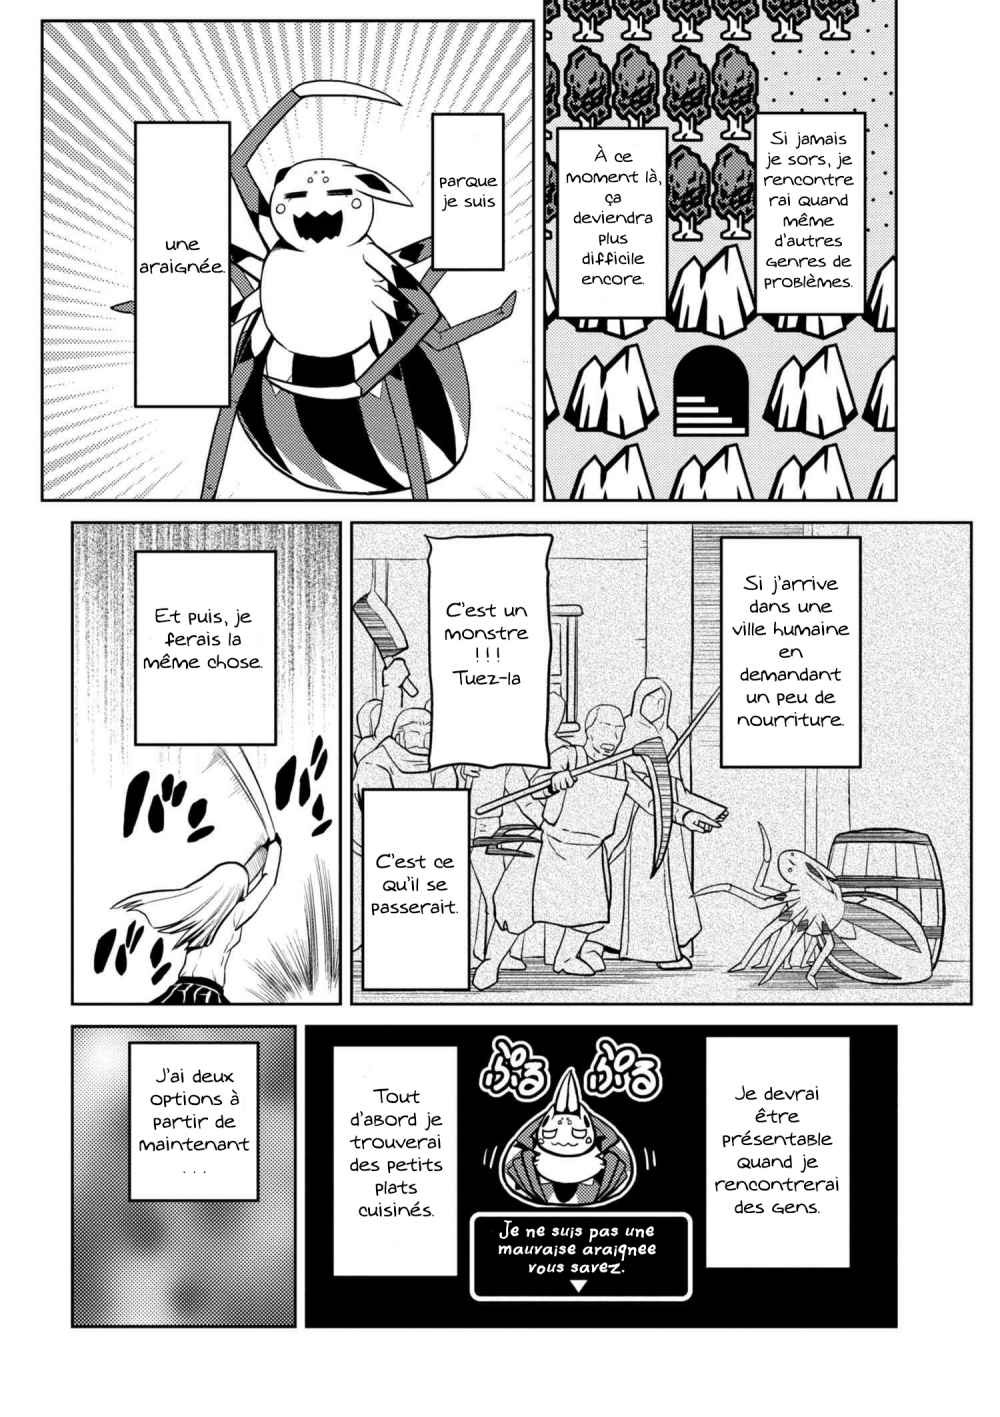 Si jamais
je sors, je
rencontre
rai quand
même
d'autres
genres de
problèmes.
À ce
moment là,
ça
deviendra
plus
difficile
encore.
parque
je suis
une
araignée.
Si j'arrive
dans une
ville humaine
en
demandant
un peu de
nourriture.
C'est un
monstre
!!!
Tuez-la
C'est ce
qu'il se
passerait.
Et puis, je
ferais la
même chose.
Je devrai
être
présentable
quand je
rencontrerai
des gens.
ぷる ぷる
Je ne suis pas une
mauvaise araignee
vous savez.
Tout
d'abord je
trouverai
des petits
plats
cuisinés.
J'ai deux
options à
partir de
maintenant
...